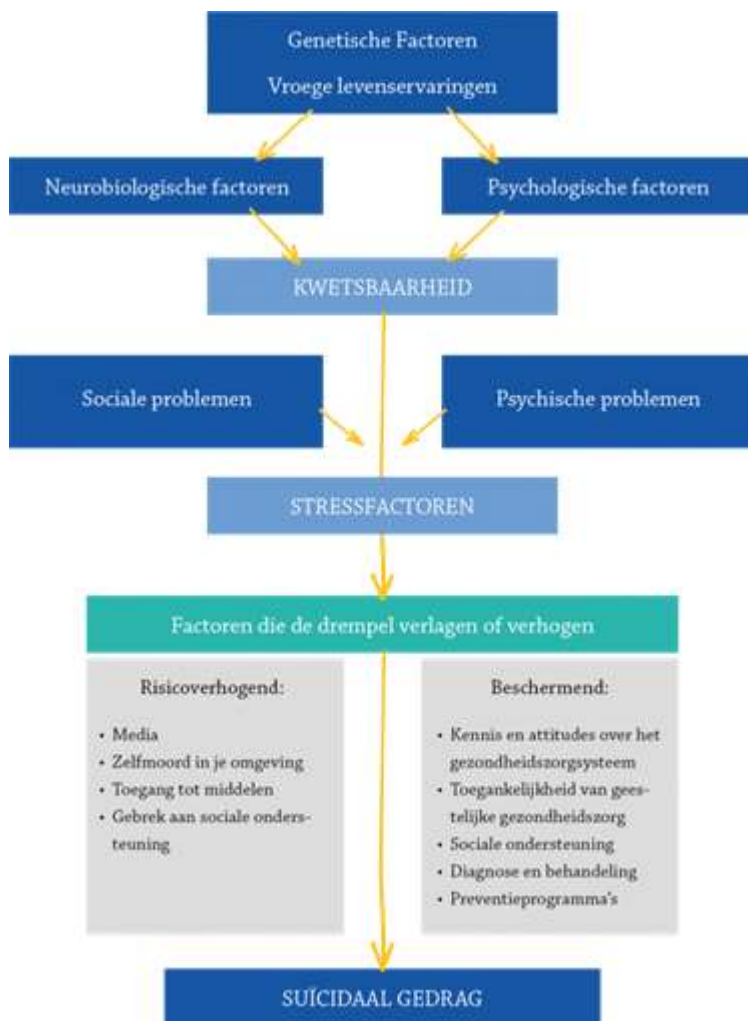 Genetische Factoren
Vroege levenservaringen
Neurobiologische factoren
Psychologische factoren
KWETSBAARHEID
Sociale problemen
Psychische problemen
STRESSFACTOREN
Factoren die de drempel verlagen of verhogen
Risicoverhogend:
• Media
• Zelfmoord in je omgeving
• Toegang tot middelen
• Gebrek aan sociale onders-
teuning
Beschermend:
• Kennis en attitudes over het
gezondheidszorgsysteem
• Toegankelijkheid van gees-
telijke gezondheidszorg
• Sociale ondersteuning
• Diagnose en behandeling
• Preventieprogramma's
SUÏCIDAAL GEDRAG